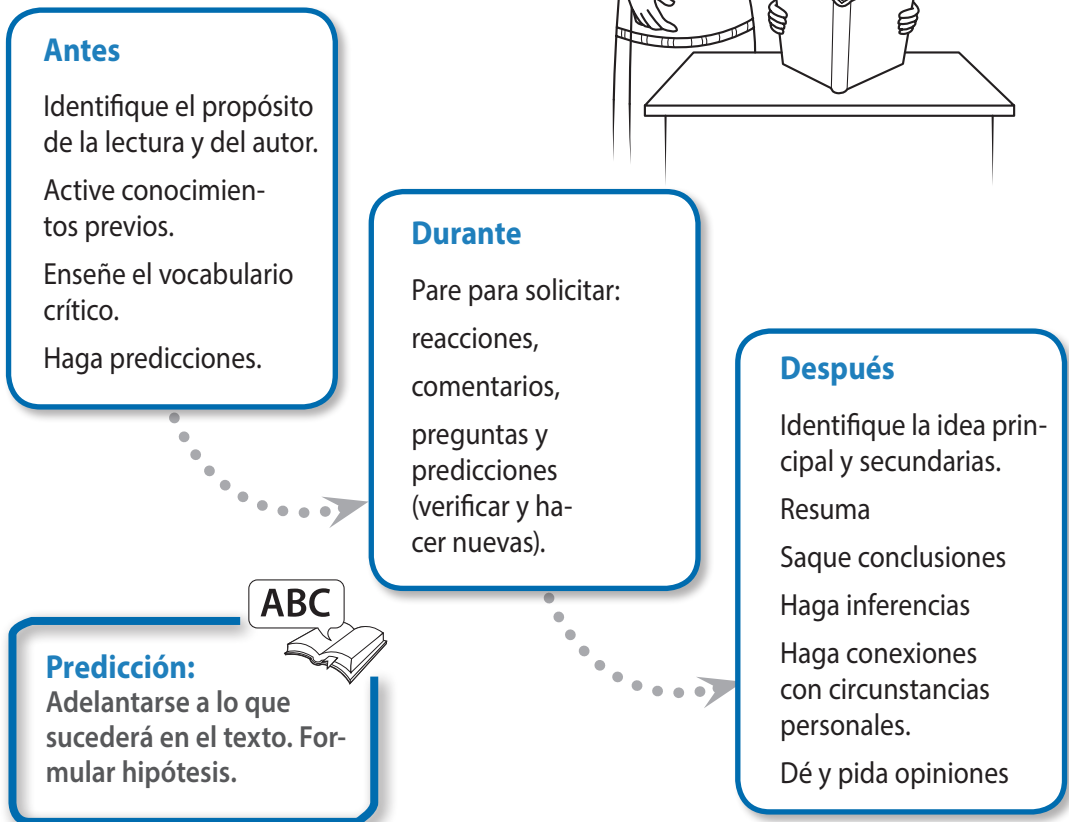 Antes
Identifique el propósito
de la lectura y del autor.
Active conocimien-
tos previos.
Enseñe el vocabulario
crítico.
Haga predicciones.
Durante
Pare para solicitar:
reacciones,
comentarios,
preguntas y
predicciones
(verificar y ha-
cer nuevas).
Después
Identifique la idea prin-
cipal y secundarias.
Resuma
Saque conclusiones
Haga inferencias
Haga conexiones
con circunstancias
personales.
Dé y pida opiniones
ABC
Predicción:
Adelantarse a lo que
sucederá en el texto. For-
mular hipótesis.